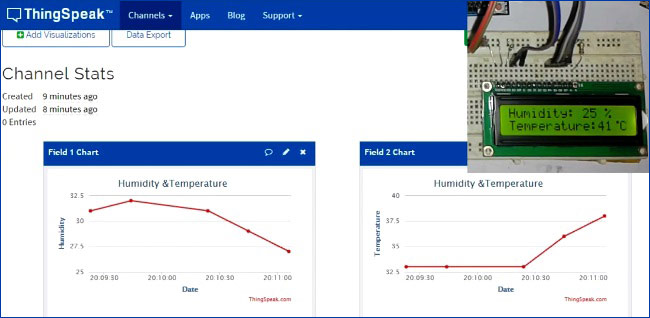 ThingSpeak™
Channels
Apps
Blog
Support
Add Visualizations
Data Export
Channel Stats
Created 9 minutes ago
Updated 8 minutes ago
0 Entries
Humidity: 25 %
Temperature:41°C
Field 1 Chart
Humidity &Temperature
32.5
30
27.5
25
Humidity
20:09:30
20:10:00
20:10:30
20:11:00
Date
ThingSpeak.com
Field 2 Chart
Humidity &Temperature
40
37.5
35
32.5
Temperature
20:09:30
20:10:00
20:10:30
20:11:00
Date
ThingSpeak.com